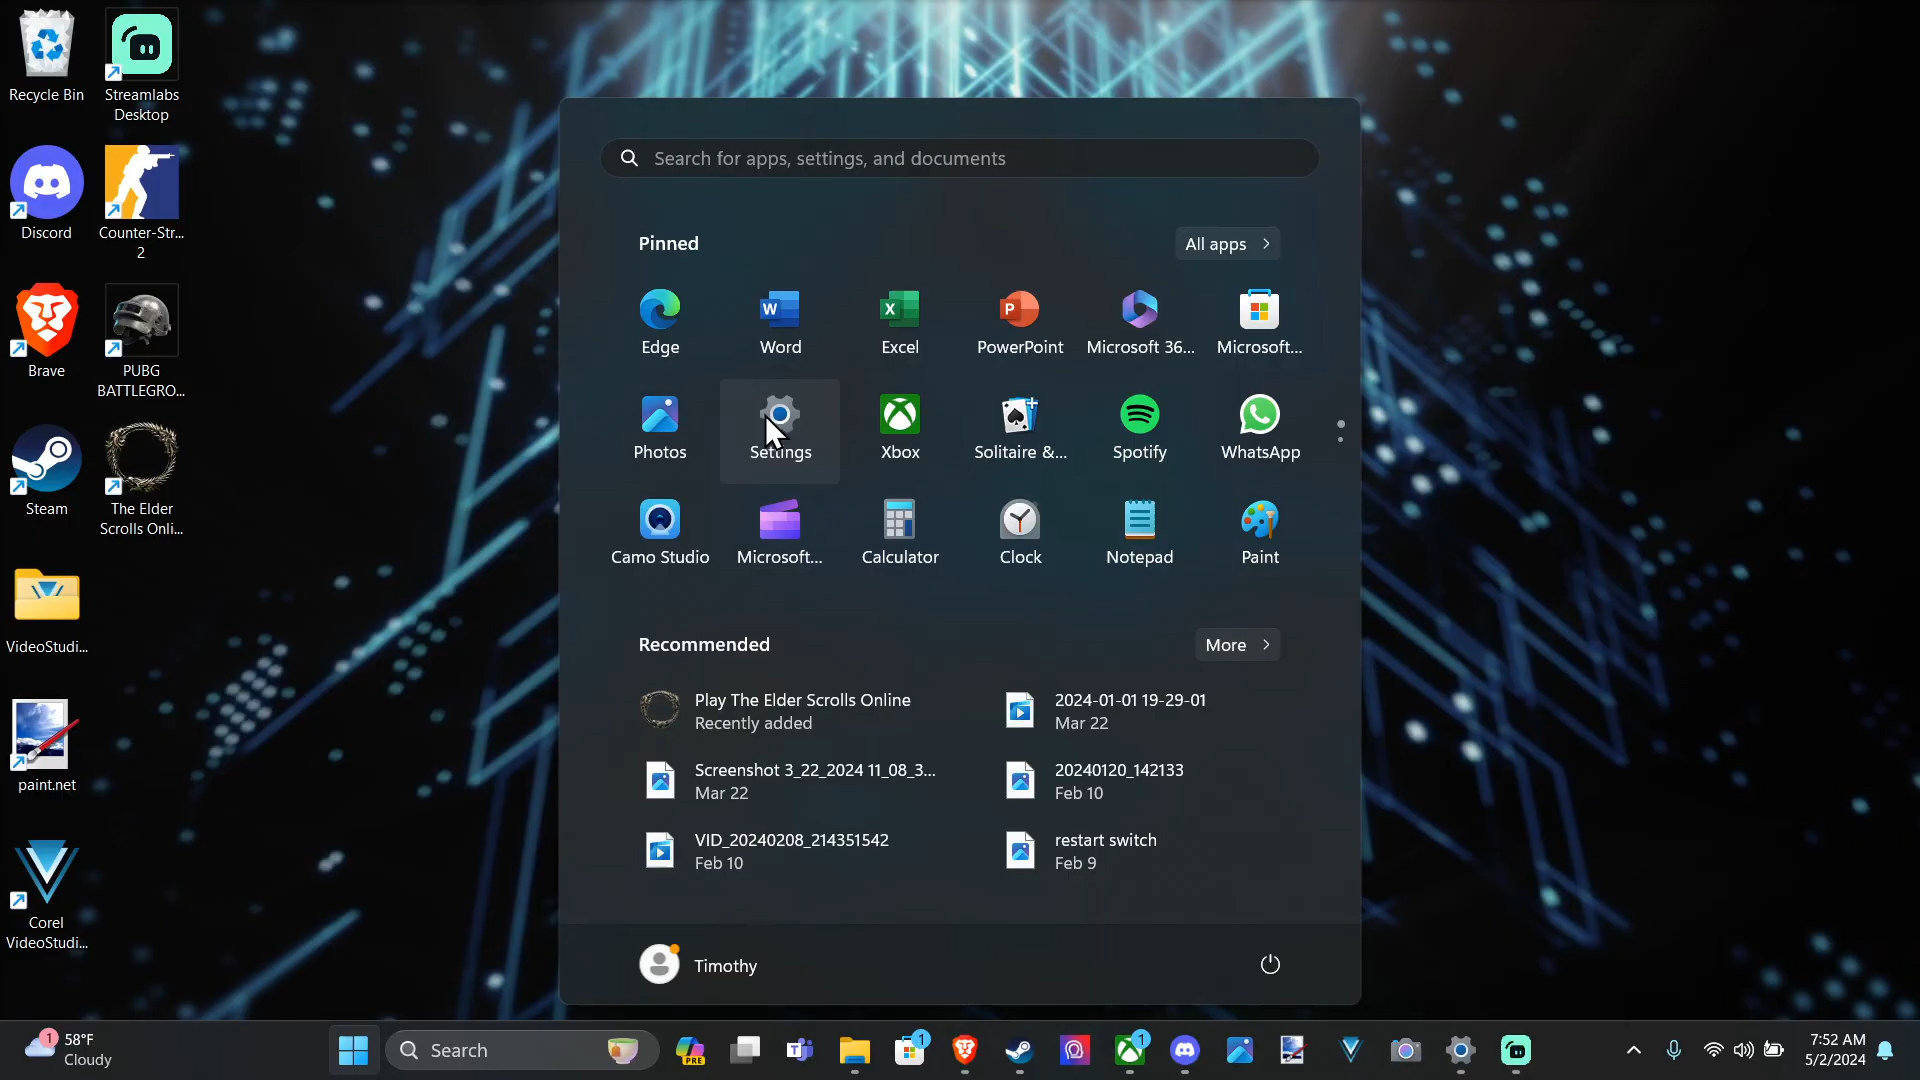 Recycle Bin
Streamlabs
Desktop
Discord
Counter-Str...
2
Brave
PUBG
BATTLEGRO...
Steam
The Elder
Scrolls Onli...
VideoStudi...
paint.net
Corel
VideoStudi...
Search for apps, settings, and documents
Pinned
All apps
Edge
Word
Excel
PowerPoint
Microsoft 36...
Microsoft...
Photos
Settings
Xbox
Solitaire &...
Spotify
WhatsApp
Camo Studio
Microsoft...
Calculator
Clock
Notepad
Paint
Recommended
More
Play The Elder Scrolls Online
Recently added
2024-01-01 19-29-01
Mar 22
Screenshot 3_22_2024 11_08_3...
Mar 22
20240120_142133
Feb 10
VID_20240208_214351542
Feb 10
restart switch
Feb 9
Timothy
1
58°F
Cloudy
Search
PRE
1
1
7:52 AM
5/2/2024